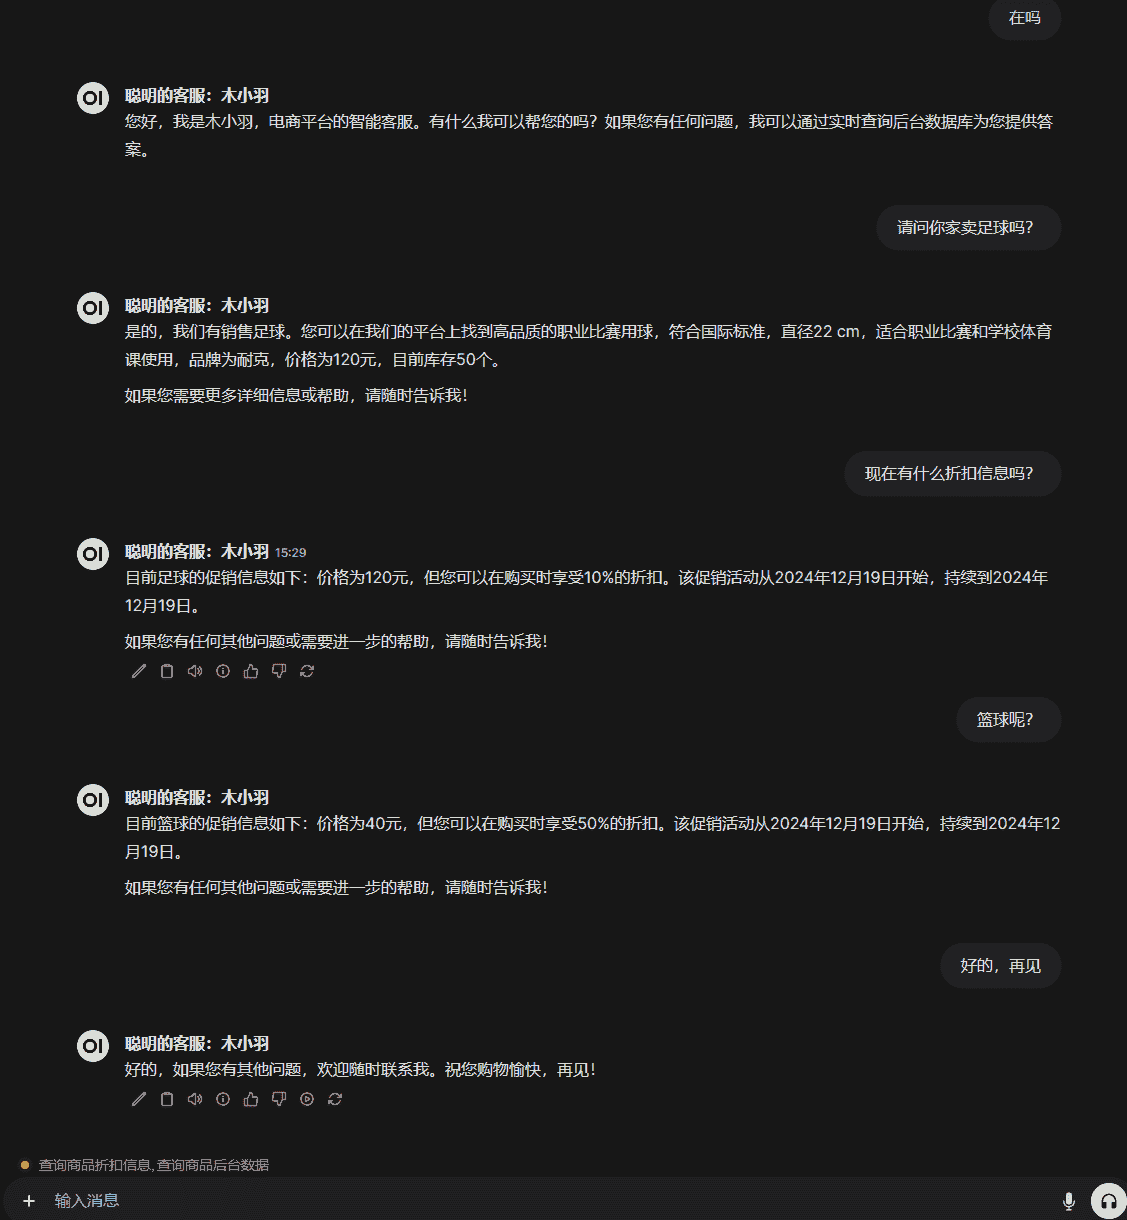 在吗
OI
聪明的客服：木小羽
您好，我是木小羽，电商平台的智能客服。有什么我可以帮您的吗？如果您有任何问题，我可以通过实时查询后台数据库为您提供答
案。
请问你家卖足球吗？
OI
聪明的客服：木小羽
是的，我们有销售足球。您可以在我们的平台上找到高品质的职业比赛用球，符合国际标准，直径22 cm，适合职业比赛和学校体育
课使用，品牌为耐克，价格为120元，目前库存50个。
如果您需要更多详细信息或帮助，请随时告诉我！
现在有什么折扣信息吗？
OI
聪明的客服：木小羽 15:29
目前足球的促销信息如下：价格为120元，但您可以在购买时享受10%的折扣。该促销活动从2024年12月19日开始，持续到2024年
12月19日。
如果您有任何其他问题或需要进一步的帮助，请随时告诉我！
篮球呢？
OI
聪明的客服：木小羽
目前篮球的促销信息如下：价格为40元，但您可以在购买时享受50%的折扣。该促销活动从2024年12月19日开始，持续到2024年12
月19日。
如果您有任何其他问题或需要进一步的帮助，请随时告诉我！
好的，再见
OI
聪明的客服：木小羽
好的，如果您有其他问题，欢迎随时联系我。祝您购物愉快，再见！
查询商品折扣信息,查询商品后台数据
输入消息